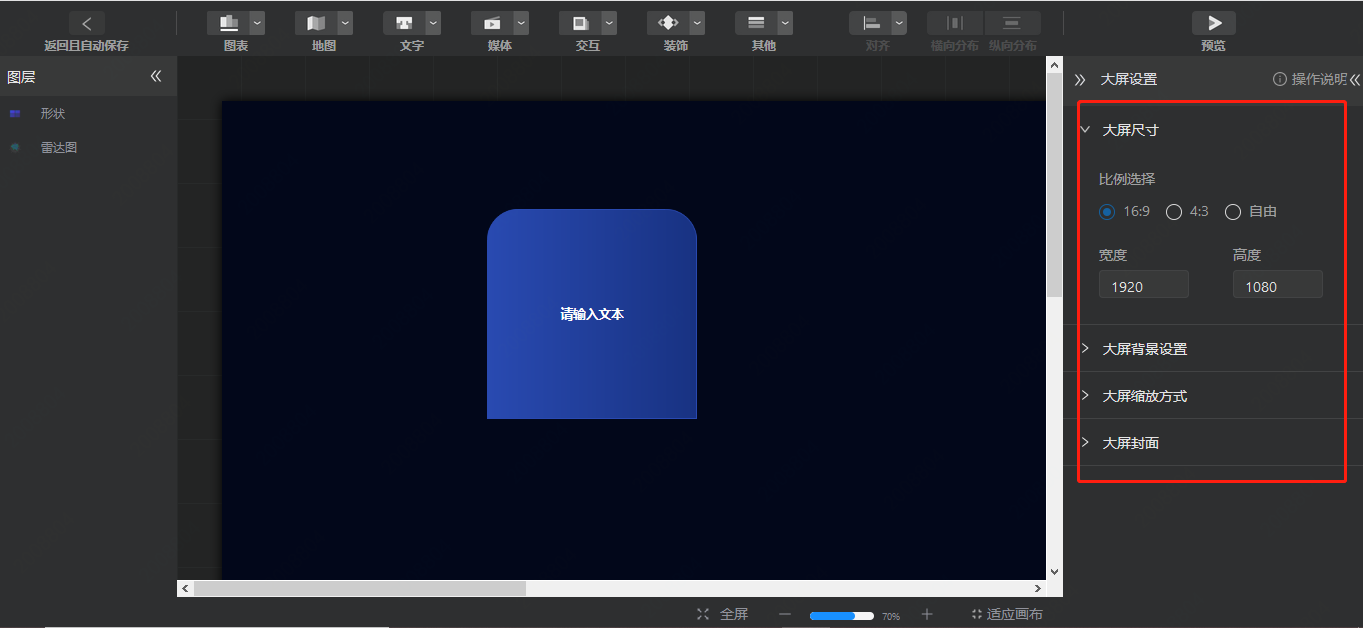 返回且自动保存 图表 地图 文字 媒体 交互 装饰 其他 对齐 横向分布 纵向分布 预览
图层
形状
雷达图
请输入文本
大屏设置 操作说明
大屏尺寸
比例选择
16:9 4:3 自由
宽度 高度
1920 1080
大屏背景设置
大屏缩放方式
大屏封面
全屏 70% 适应画布